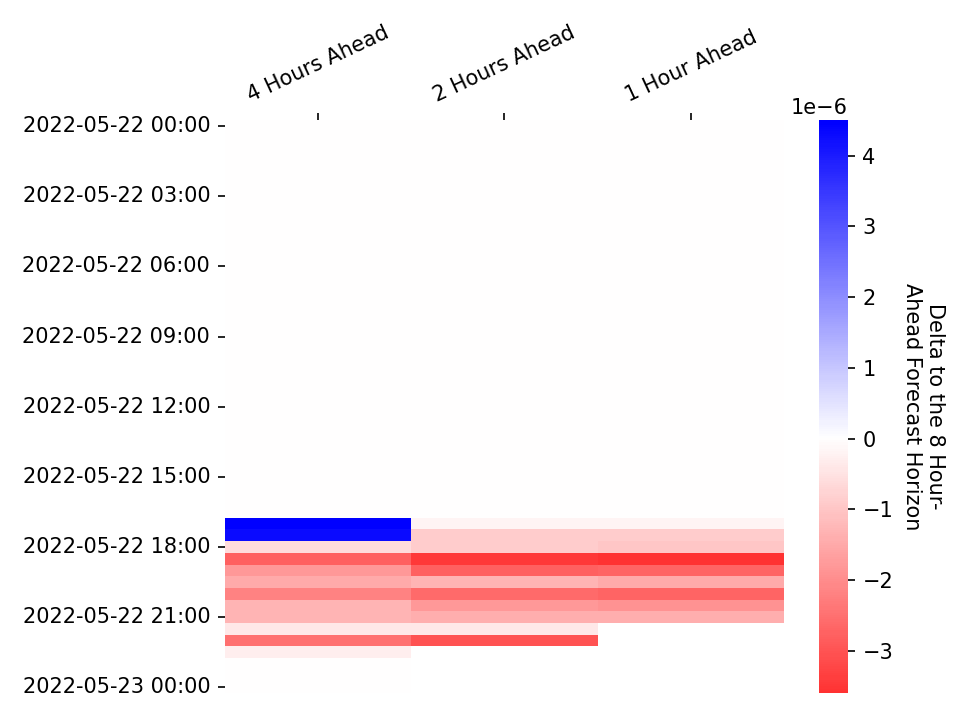 4 Hours Ahead
2 Hours Ahead
1 Hour Ahead
1e−6
2022-05-22 00:00
2022-05-22 03:00
2022-05-22 06:00
2022-05-22 09:00
2022-05-22 12:00
2022-05-22 15:00
2022-05-22 18:00
2022-05-22 21:00
2022-05-23 00:00
4
3
2
1
0
−1
−2
−3
Delta to the 8 Hour-
Ahead Forecast Horizon